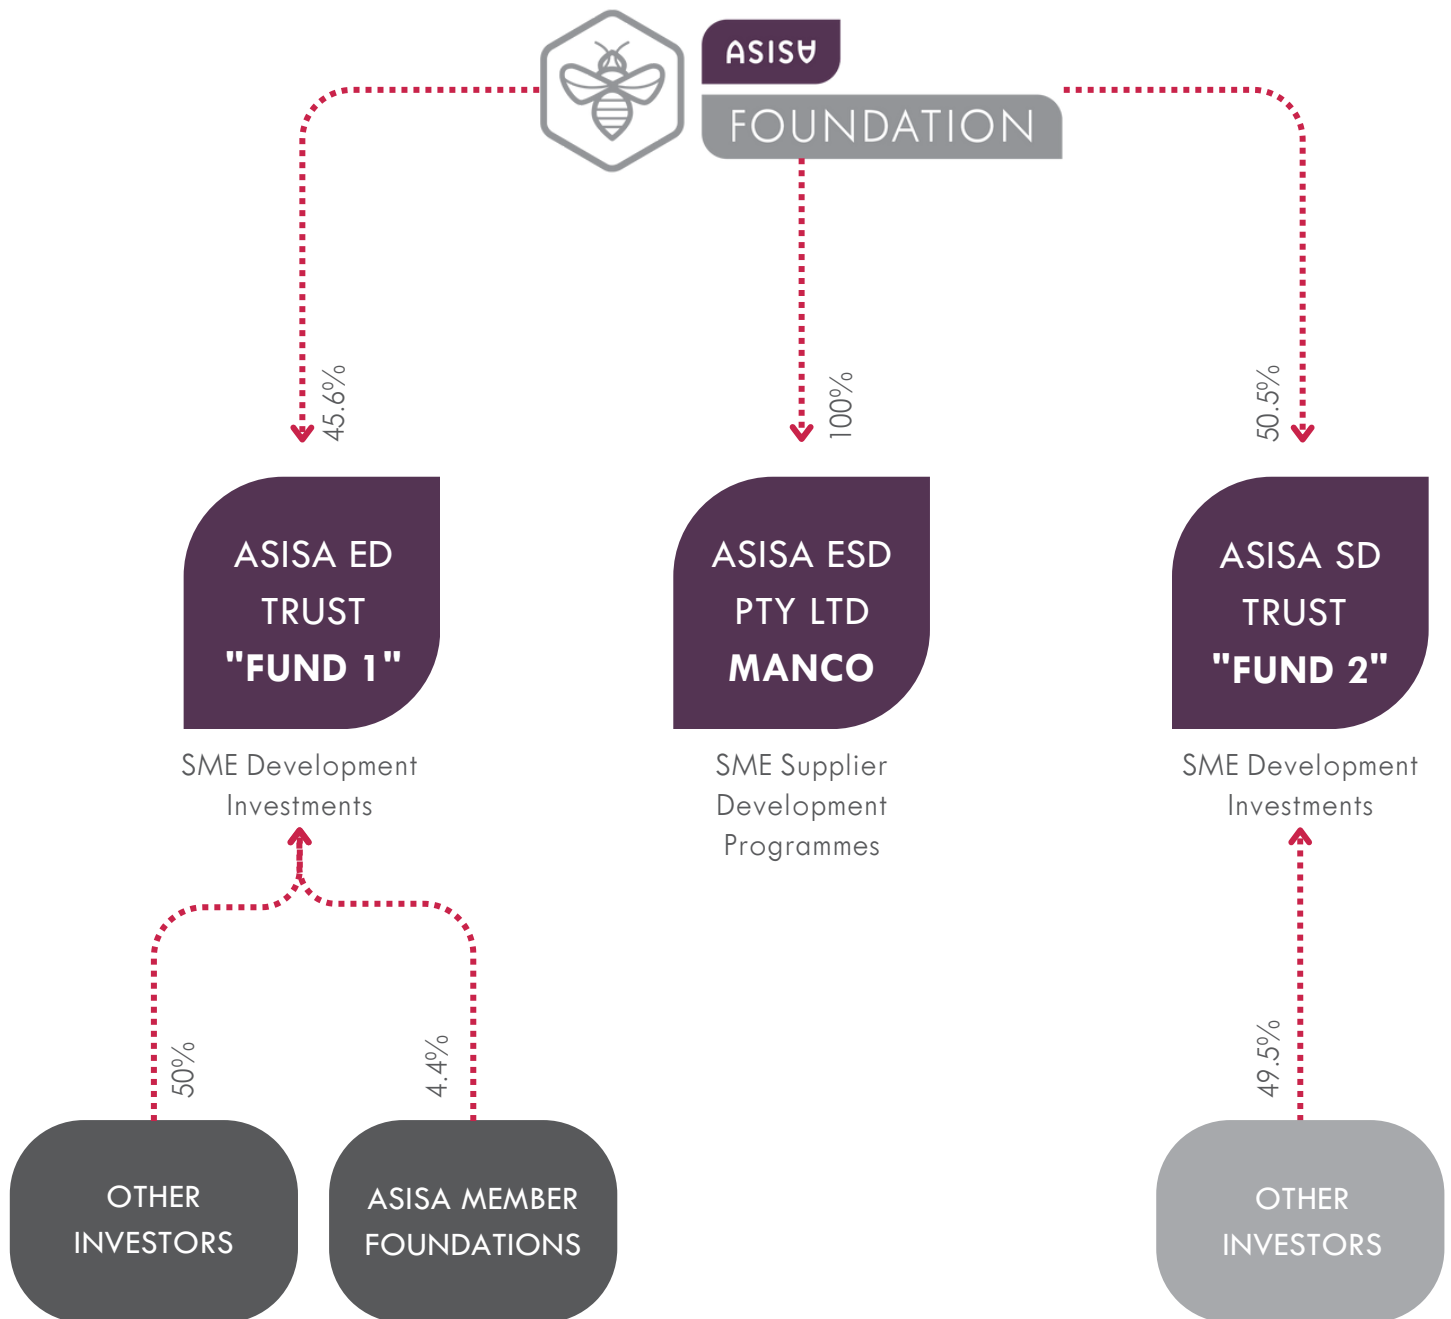 ASISA
FOUNDATION
45.6%
100%
50.5%
ASISA ED
TRUST
"FUND 1"
ASISA ESD
PTY LTD
MANCO
ASISA SD
TRUST
"FUND 2"
SME Development
Investments
SME Supplier
Development
Programmes
SME Development
Investments
50%
4.4%
49.5%
OTHER
INVESTORS
ASISA MEMBER
FOUNDATIONS
OTHER
INVESTORS